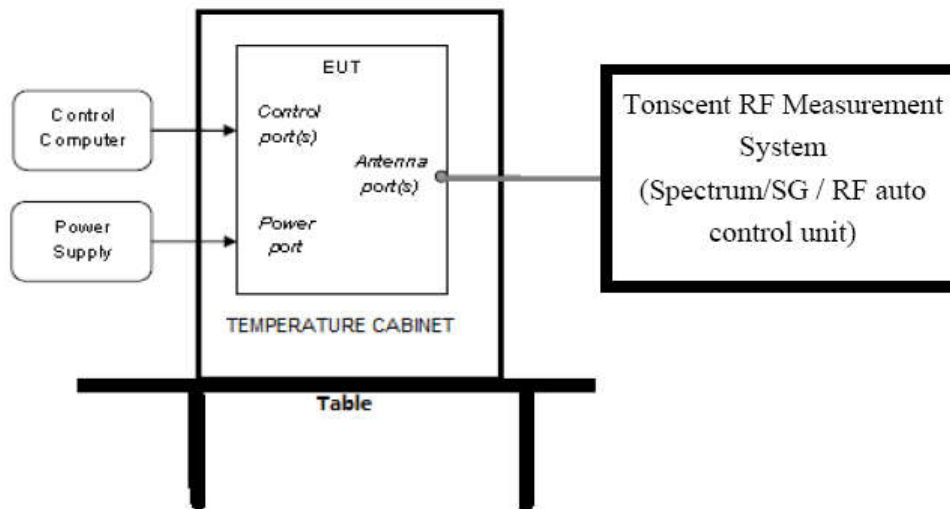 EUT
Control
Computer
Control
port(s)
Antenna
port(s)
Power
Supply
Power
port
TEMPERATURE CABINET
Table
Tonscent RF Measurement
System
(Spectrum/SG / RF auto
control unit)